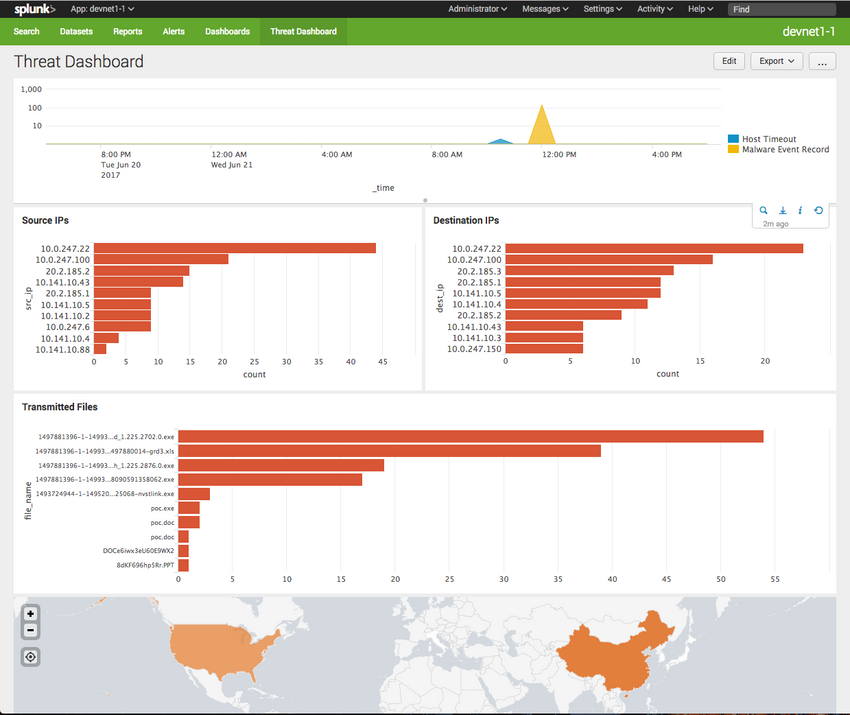 splunk> App: devnet1-1 Administrator Messages Settings Activity Help Find
Search Datasets Reports Alerts Dashboards Threat Dashboard devnet1-1
Threat Dashboard Edit Export ...
1,000
100
10
8:00 PM 12:00 AM 4:00 AM 8:00 AM 12:00 PM 4:00 PM
Tue Jun 20 Wed Jun 21
2017
_time
Host Timeout
Malware Event Record
2m ago
Source IPs
src_ip
10.0.247.22
10.0.247.100
20.2.185.2
10.141.10.43
20.2.185.1
10.141.10.5
10.141.10.2
10.0.247.6
10.141.10.4
10.141.10.88
0 5 10 15 20 25 30 35 40 45
count
Destination IPs
dest_ip
10.0.247.22
10.0.247.100
20.2.185.3
20.2.185.1
10.141.10.5
10.141.10.4
20.2.185.2
10.141.10.43
10.141.10.3
10.0.247.150
0 5 10 15 20
count
Transmitted Files
file_name
1497881396-1-14993...d_1.225.2702.0.exe
1497881396-1-14993...497880014-grd3.xls
1497881396-1-14993...h_1.225.2876.0.exe
1497881396-1-14993...8090591358062.exe
1493724944-1-149520...25068-nvstlink.exe
poc.exe
poc.doc
poc.doc
DOCe6iwx3eU60E9WX2
8dKF696hp5Rr.PPT
0 5 10 15 20 25 30 35 40 45 50 55